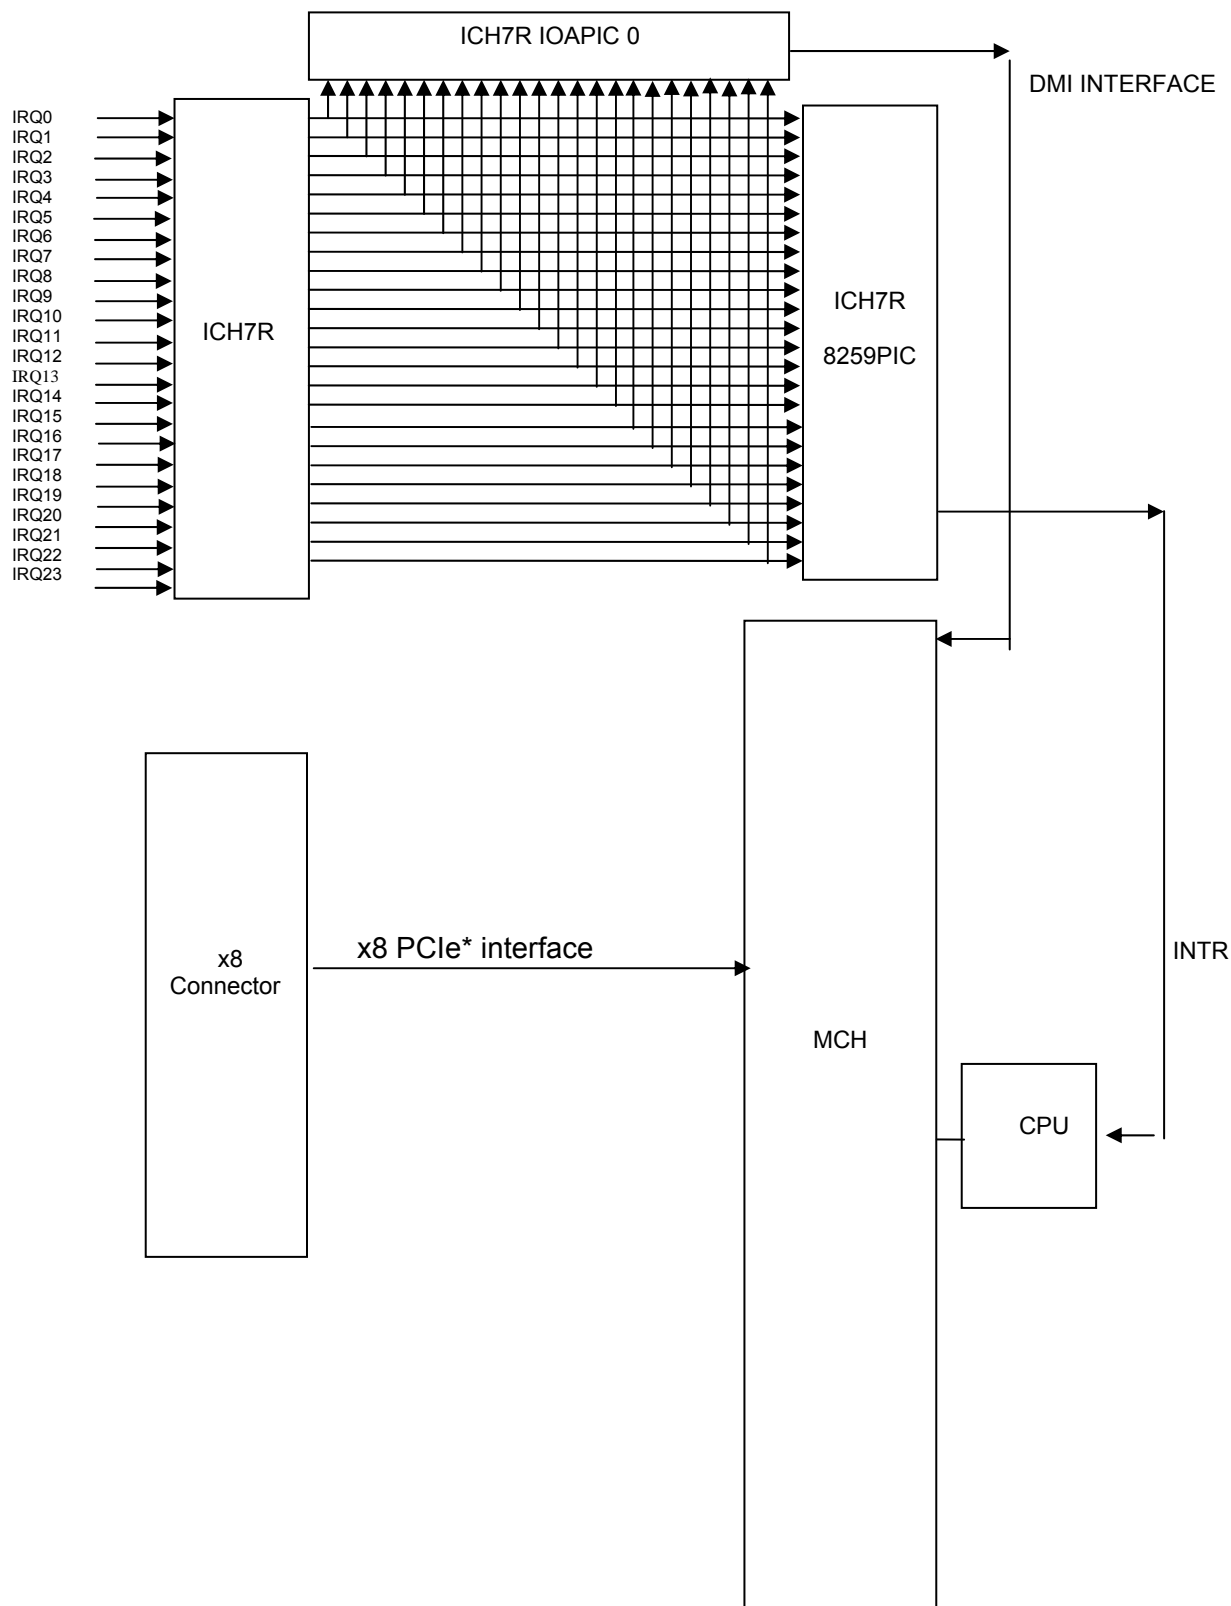 ICH7R IOAPIC 0
DMI INTERFACE
IRQ0
IRQ1
IRQ2
IRQ3
IRQ4
IRQ5
IRQ6
IRQ7
IRQ8
IRQ9
IRQ10
IRQ11
IRQ12
IRQ13
IRQ14
IRQ15
IRQ16
IRQ17
IRQ18
IRQ19
IRQ20
IRQ21
IRQ22
IRQ23
ICH7R
ICH7R
8259PIC
x8
Connector
x8 PCIe* interface
MCH
INTR
CPU